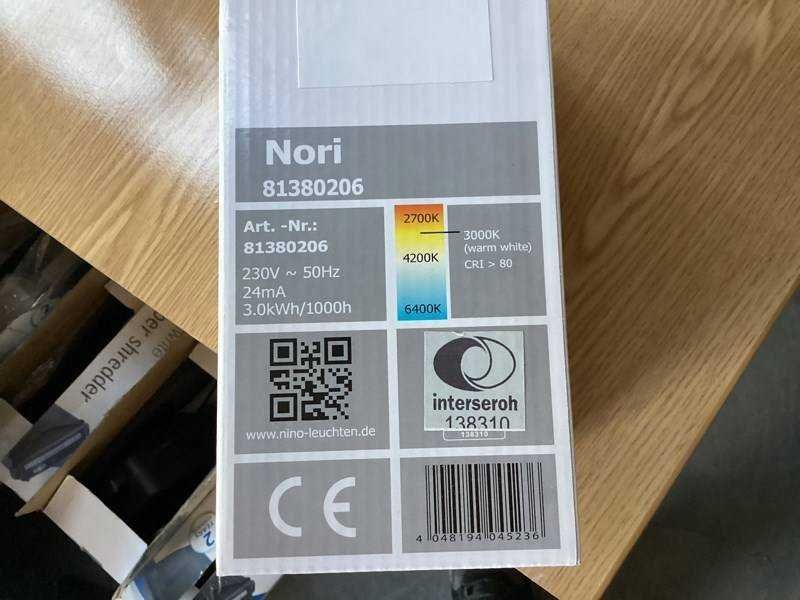 Nori
81380206
Art. -Nr.:
81380206
230V ~ 50Hz
24mA
3.0kWh/1000h
2700K
4200K
6400K
3000K
(warm white)
CRI > 80
www.nino-leuchten.de
interseroh
138310
138310
CE
4 048194 045236
shredder